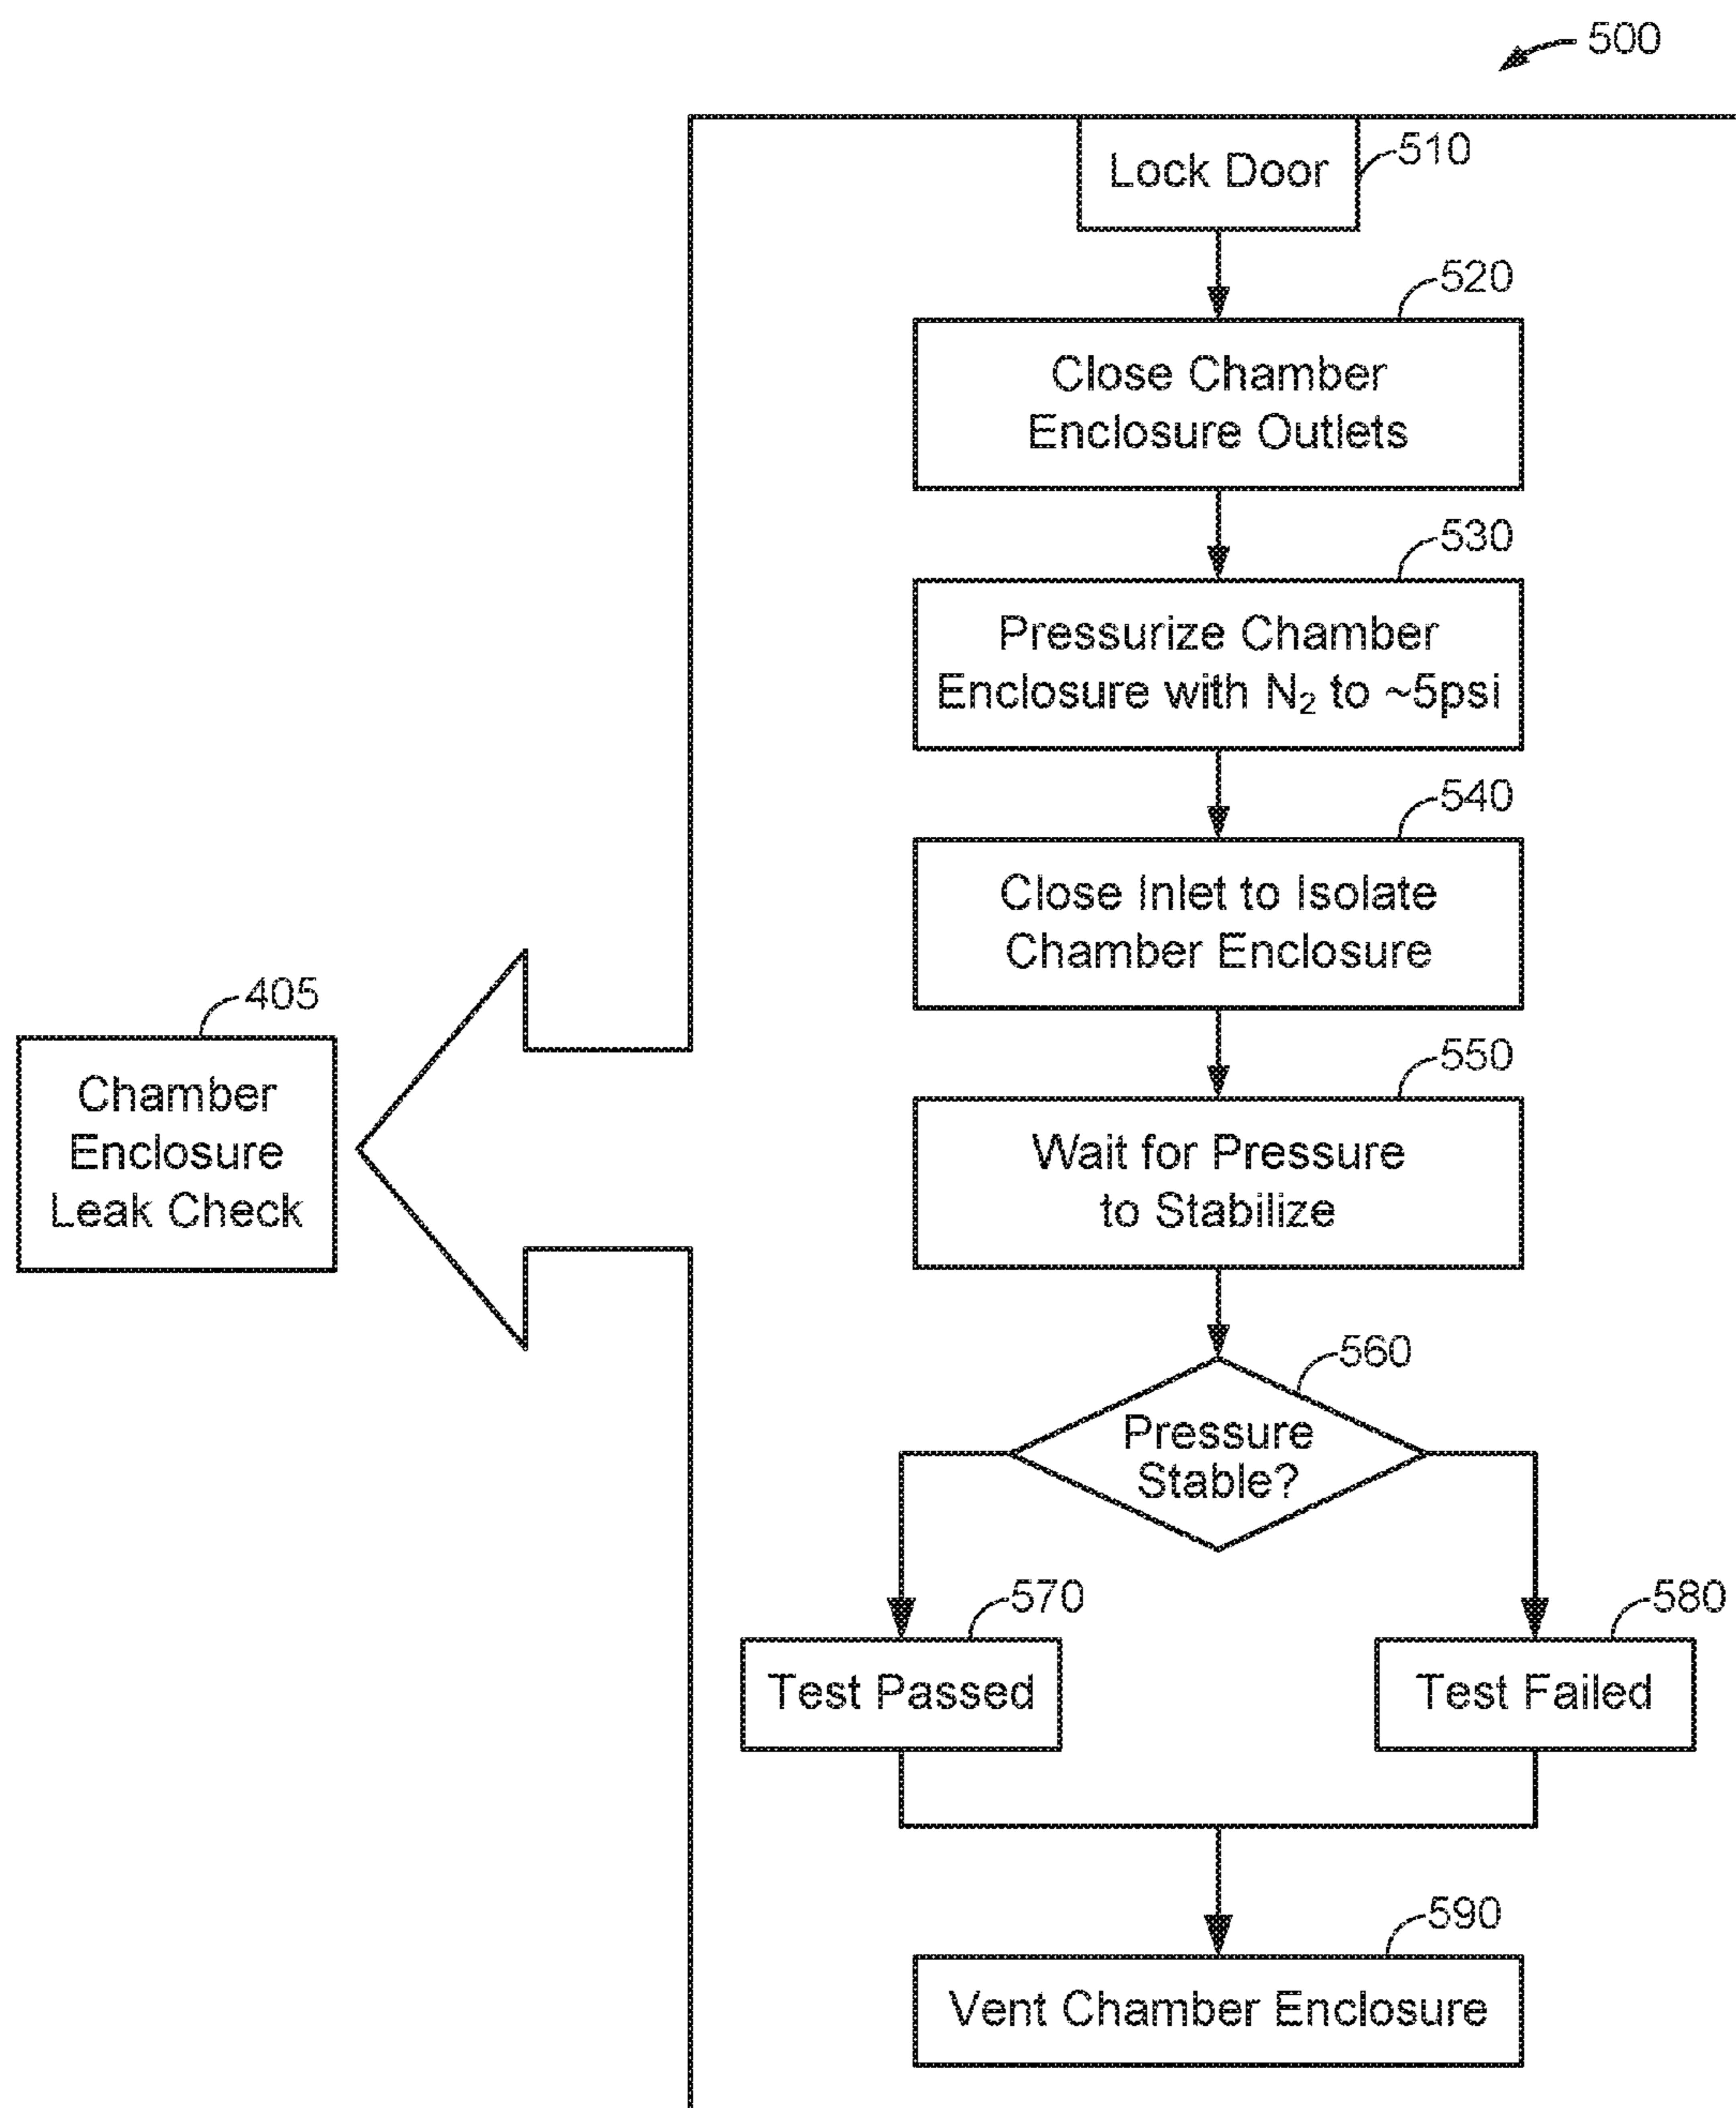 500
Lock Door
510
520
Close Chamber
Enclosure Outlets
530
Pressurize Chamber
Enclosure with N₂ to ~5psi
540
Close Inlet to Isolate
Chamber Enclosure
405
Chamber
Enclosure
Leak Check
550
Wait for Pressure
to Stabilize
560
Pressure
Stable?
570
Test Passed
580
Test Failed
590
Vent Chamber Enclosure